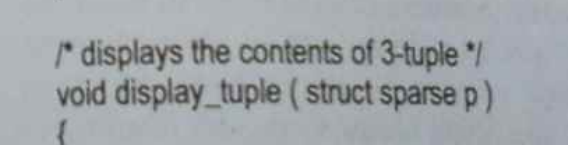 /* displays the contents of 3-tuple */
void display_tuple ( struct sparse p )
{